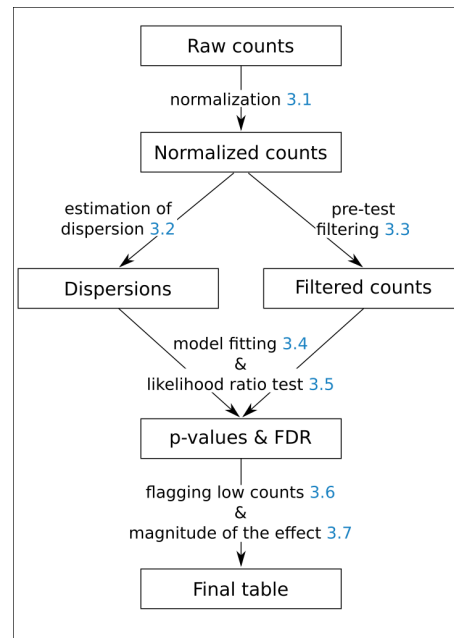 Raw counts
normalization 3.1
Normalized counts
estimation of
dispersion 3.2
pre-test
filtering 3.3
Dispersions
Filtered counts
model fitting 3.4
&
likelihood ratio test 3.5
p-values & FDR
flagging low counts 3.6
&
magnitude of the effect 3.7
Final table